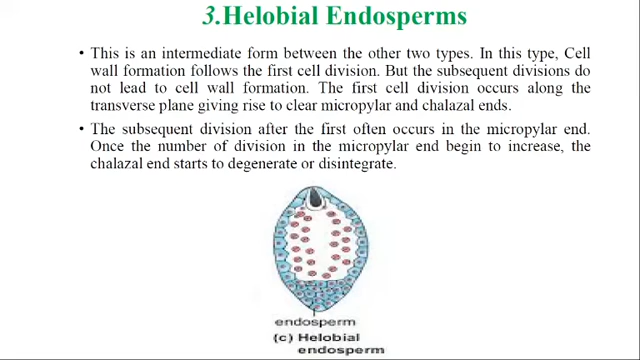 3.Helobial Endosperms
• This is an intermediate form between the other two types. In this type, Cell
wall formation follows the first cell division. But the subsequent divisions do
not lead to cell wall formation. The first cell division occurs along the
transverse plane giving rise to clear micropylar and chalazal ends.
• The subsequent division after the first often occurs in the micropylar end.
Once the number of division in the micropylar end begin to increase, the
chalazal end starts to degenerate or disintegrate.
endosperm
(c) Helobial
endosperm